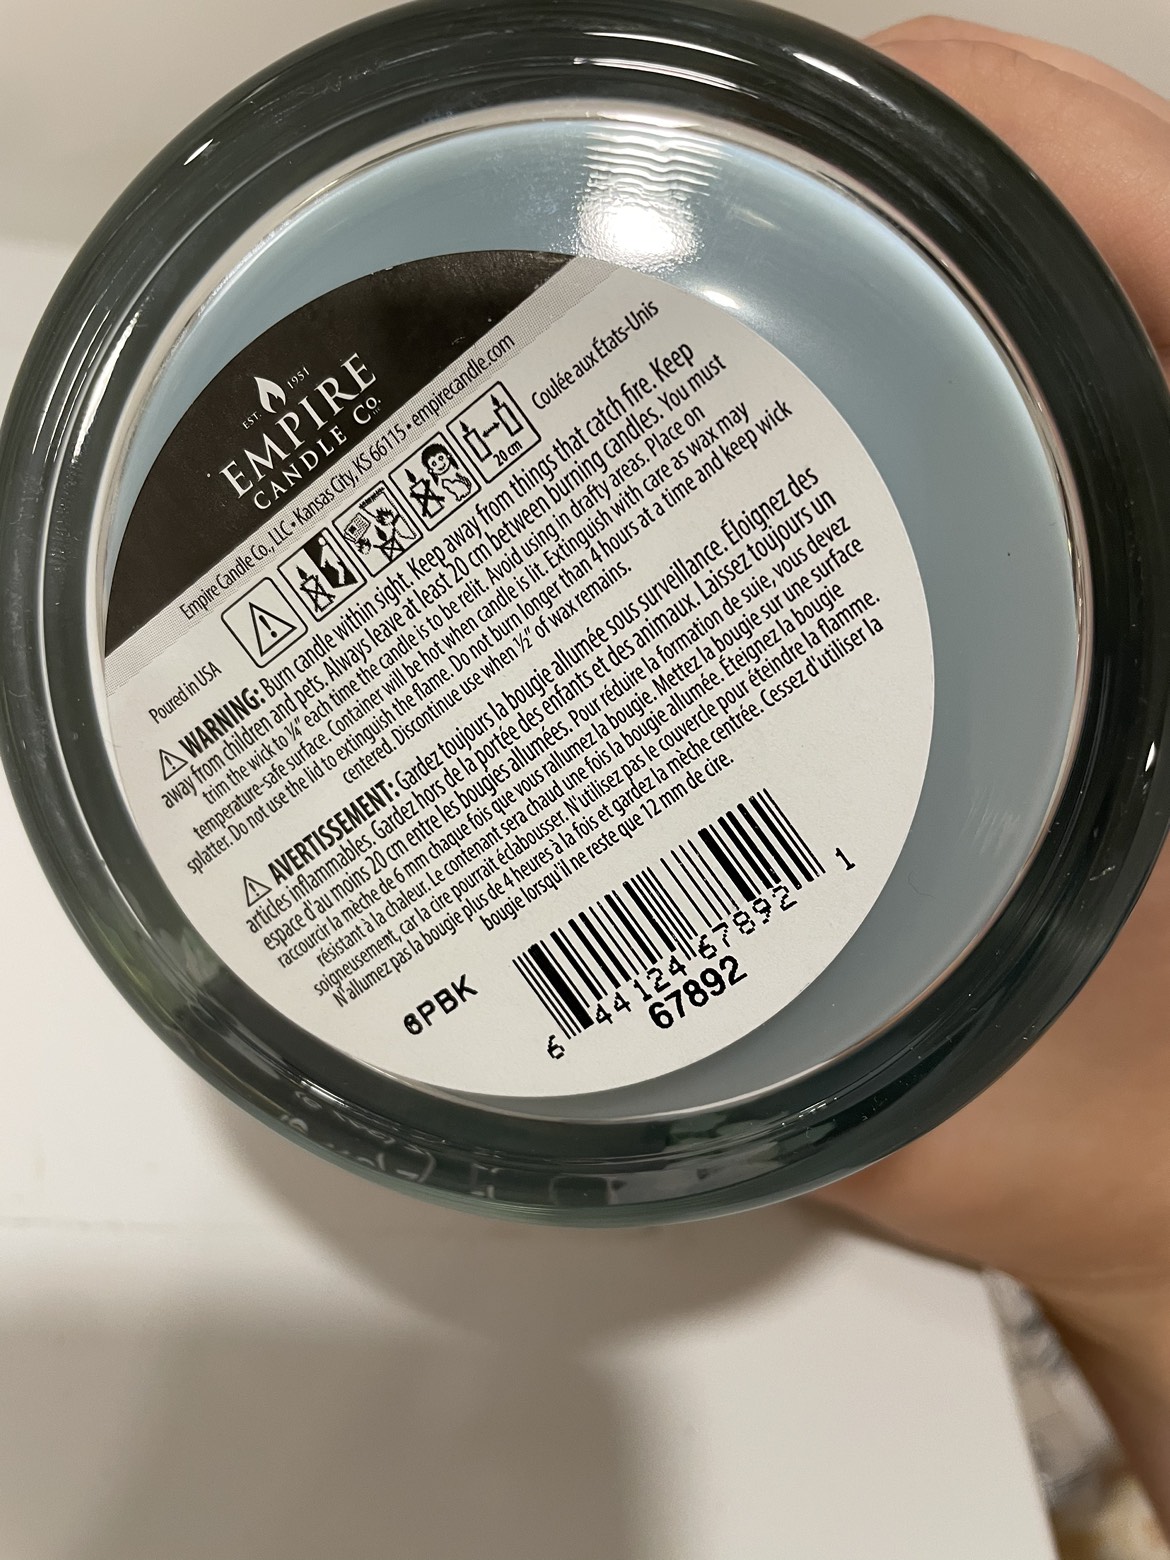 EST. 1951
EMPIRE
CANDLE CO.
Empire Candle Co., LLC • Kansas City, KS 66115 • empirecandle.com
20 cm
Poured in USA
Coulée aux États-Unis
WARNING: Burn candle within sight. Keep away from things that catch fire. Keep
away from children and pets. Always leave at least 20 cm between burning candles. You must
trim the wick to ¼" each time the candle is to be relit. Avoid using in drafty areas. Place on
temperature-safe surface. Container will be hot when candle is lit. Extinguish with care as wax may
splatter. Do not use the lid to extinguish the flame. Do not burn longer than 4 hours at a time and keep wick
centered. Discontinue use when ½" of wax remains.
AVERTISSEMENT: Gardez toujours la bougie allumée sous surveillance. Éloignez des
articles inflammables. Gardez hors de la portée des enfants et des animaux. Laissez toujours un
espace d'au moins 20 cm entre les bougies allumées. Pour réduire la formation de suie, vous devez
raccourcir la mèche de 6 mm chaque fois que vous rallumez la bougie. Mettez la bougie sur une surface
résistant à la chaleur. Le contenant sera chaud une fois la bougie allumée. Éteignez la bougie
soigneusement, car la cire pourrait éclabousser. N'utilisez pas le couvercle pour éteindre la flamme.
N'allumez pas la bougie plus de 4 heures à la fois et gardez la mèche centrée. Cessez d'utiliser la
bougie lorsqu'il ne reste que 12 mm de cire.
6PBK
6 44124 67892 1
67892